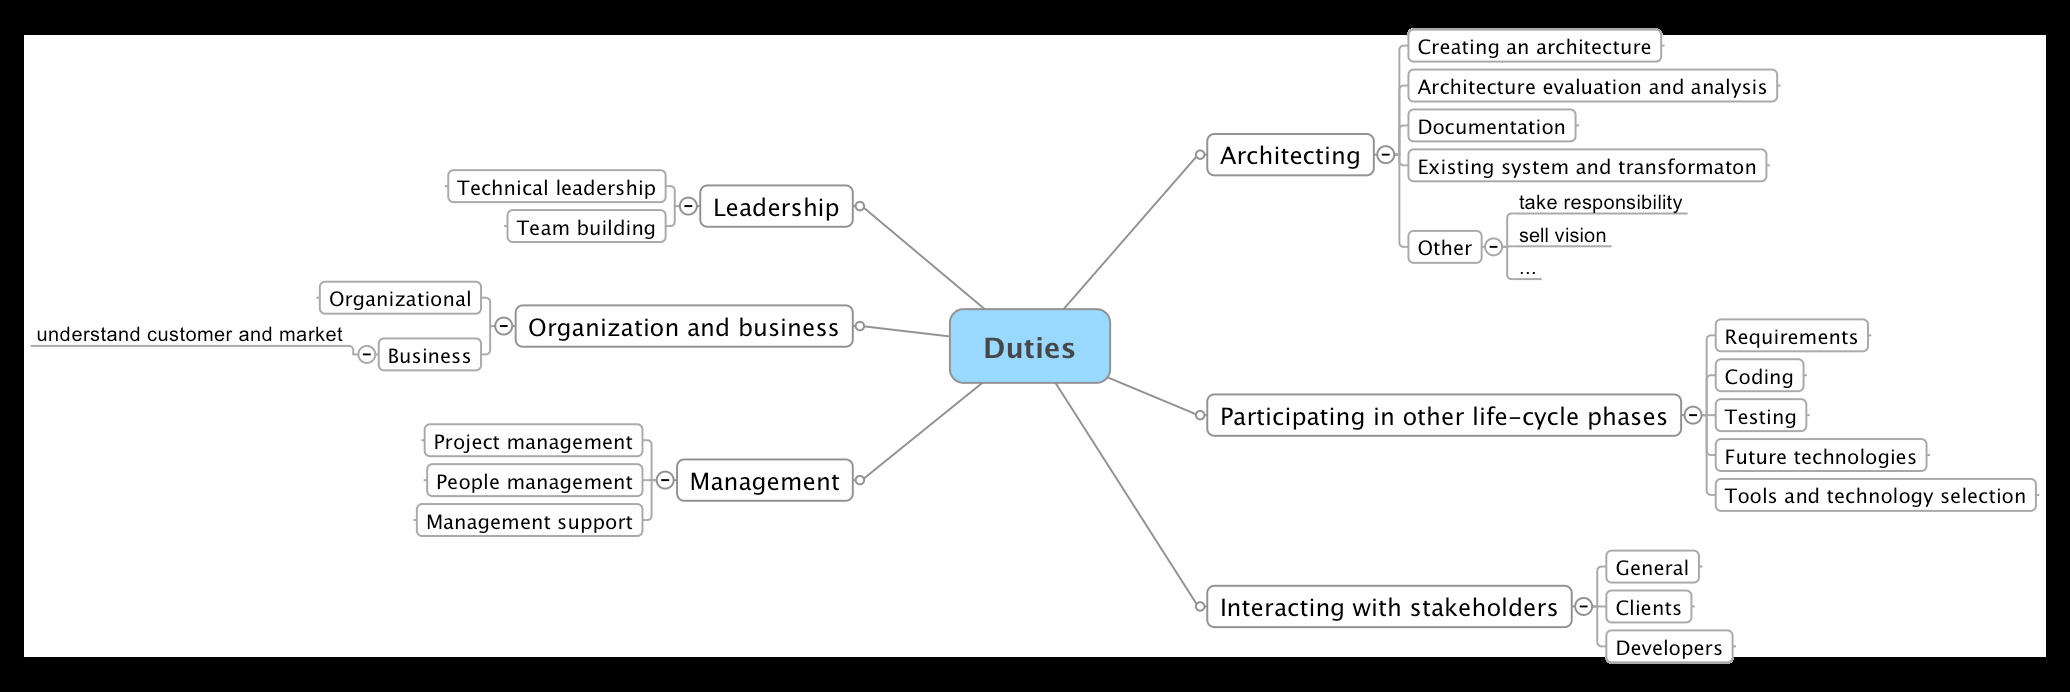 Duties
Architecting
Creating an architecture
Architecture evaluation and analysis
Documentation
Existing system and transformaton
Other
take responsibility
sell vision
...
Participating in other life-cycle phases
Requirements
Coding
Testing
Future technologies
Tools and technology selection
Interacting with stakeholders
General
Clients
Developers
Leadership
Technical leadership
Team building
Organization and business
Organizational
Business
understand customer and market
Management
Project management
People management
Management support